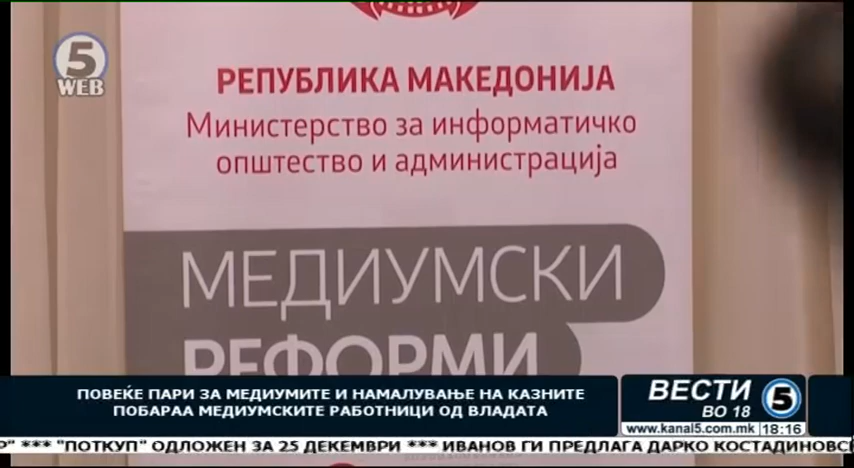 5
WEB
РЕПУБЛИКА МАКЕДОНИЈА
Министерство за информатичко
општество и администрација
МЕДИУМСКИ
РЕФОРМИ
ПОВЕЌЕ ПАРИ ЗА МЕДИУМИТЕ И НАМАЛУВАЊЕ НА КАЗНИТЕ
ПОБАРАА МЕДИУМСКИТЕ РАБОТНИЦИ ОД ВЛАДАТА
ВЕСТИ 5
ВО 18
www.kanal5.com.mk 18:16
*** "ПОТКУП" ОДЛОЖЕН ЗА 25 ДЕКЕМВРИ *** ИВАНОВ ГИ ПРЕДЛАГА ДАРКО